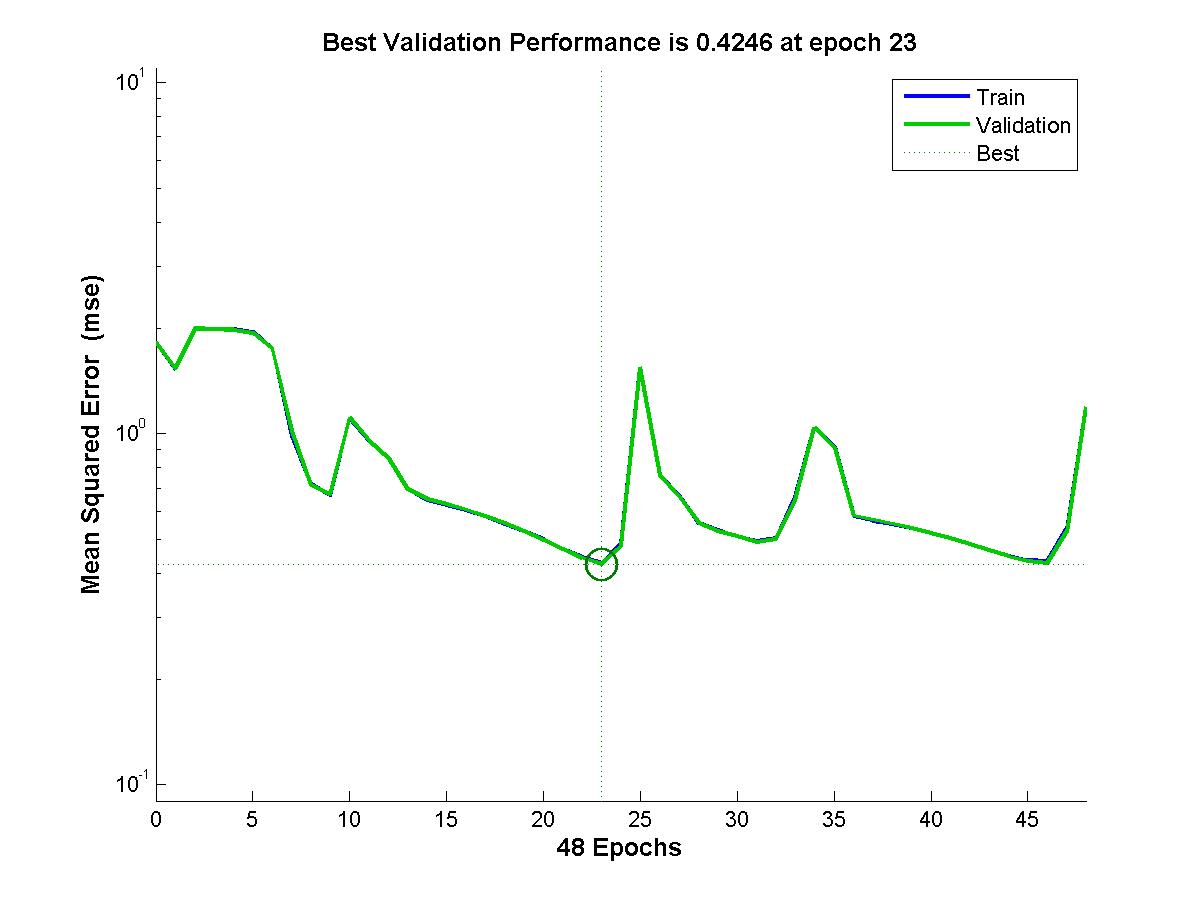 Best Validation Performance is 0.4246 at epoch 23
Train
Validation
Best
10^1
10^0
10^-1
Mean Squared Error  (mse)
0 5 10 15 20 25 30 35 40 45
48 Epochs